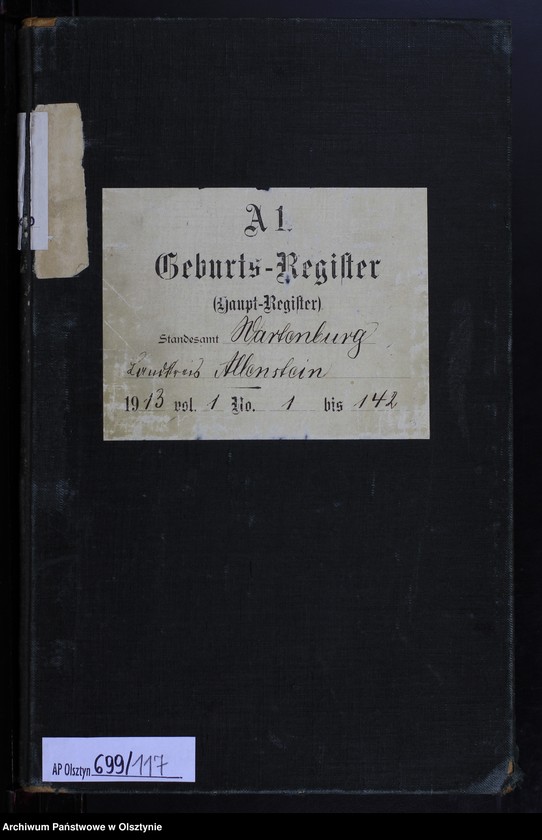 A 1.
Geburts-Register
(Haupt-Register)
Standesamt Wartenburg
Landkreis Allenstein
1913 vol. 1 No. 1 bis 142
AP Olsztyn 699/117
Archiwum Państwowe w Olsztynie